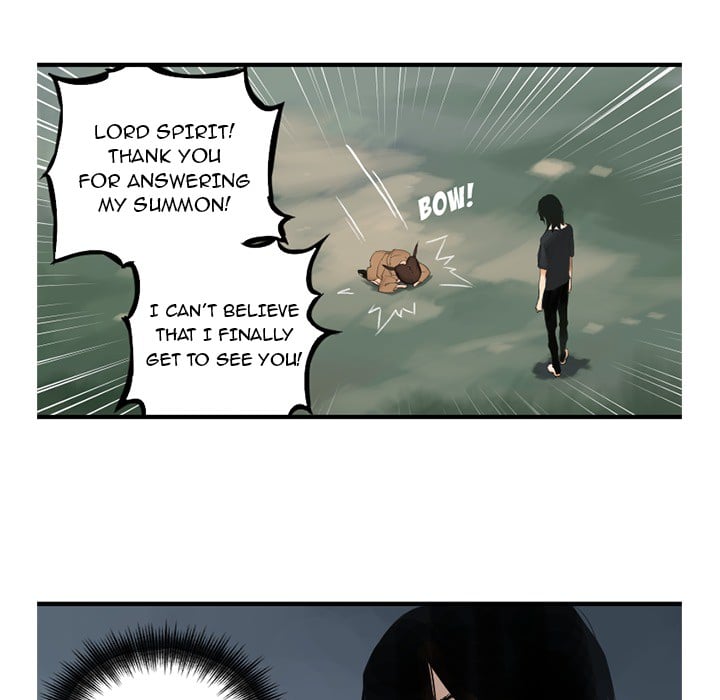 LORD SPIRIT!
THANK YOU
FOR ANSWERING
MY SUMMON!
BOW!
I CAN'T BELIEVE
THAT I FINALLY
GET TO SEE YOU!